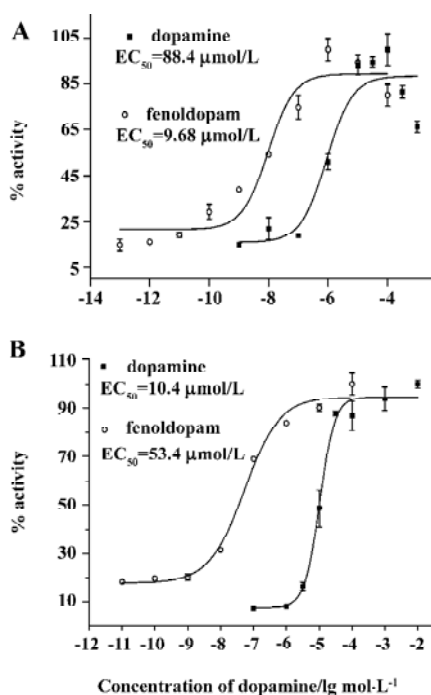 A
dopamine
EC50=88.4 μmol/L
fenoldopam
EC50=9.68 μmol/L
% activity
105
85
65
45
25
5
-14 -12 -10 -8 -6 -4
B
dopamine
EC50=10.4 μmol/L
fenoldopam
EC50=53.4 μmol/L
% activity
110
90
70
50
30
10
-12 -11 -10 -9 -8 -7 -6 -5 -4 -3 -2
Concentration of dopamine/lg mol·L-1